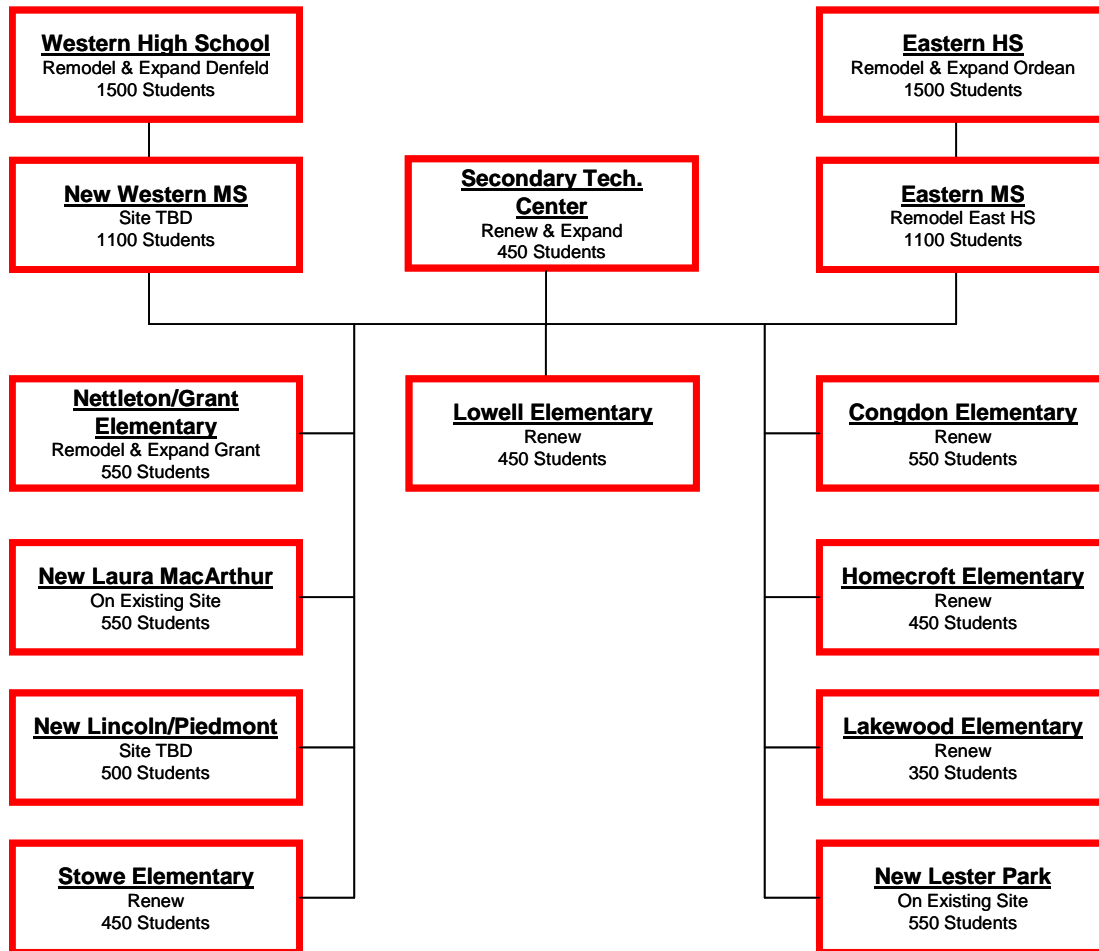 Western High School
Remodel & Expand Denfeld
1500 Students
Eastern HS
Remodel & Expand Ordean
1500 Students
New Western MS
Site TBD
1100 Students
Secondary Tech.
Center
Renew & Expand
450 Students
Eastern MS
Remodel East HS
1100 Students
Nettleton/Grant
Elementary
Remodel & Expand Grant
550 Students
Lowell Elementary
Renew
450 Students
Congdon Elementary
Renew
550 Students
New Laura MacArthur
On Existing Site
550 Students
Homecroft Elementary
Renew
450 Students
New Lincoln/Piedmont
Site TBD
500 Students
Lakewood Elementary
Renew
350 Students
Stowe Elementary
Renew
450 Students
New Lester Park
On Existing Site
550 Students